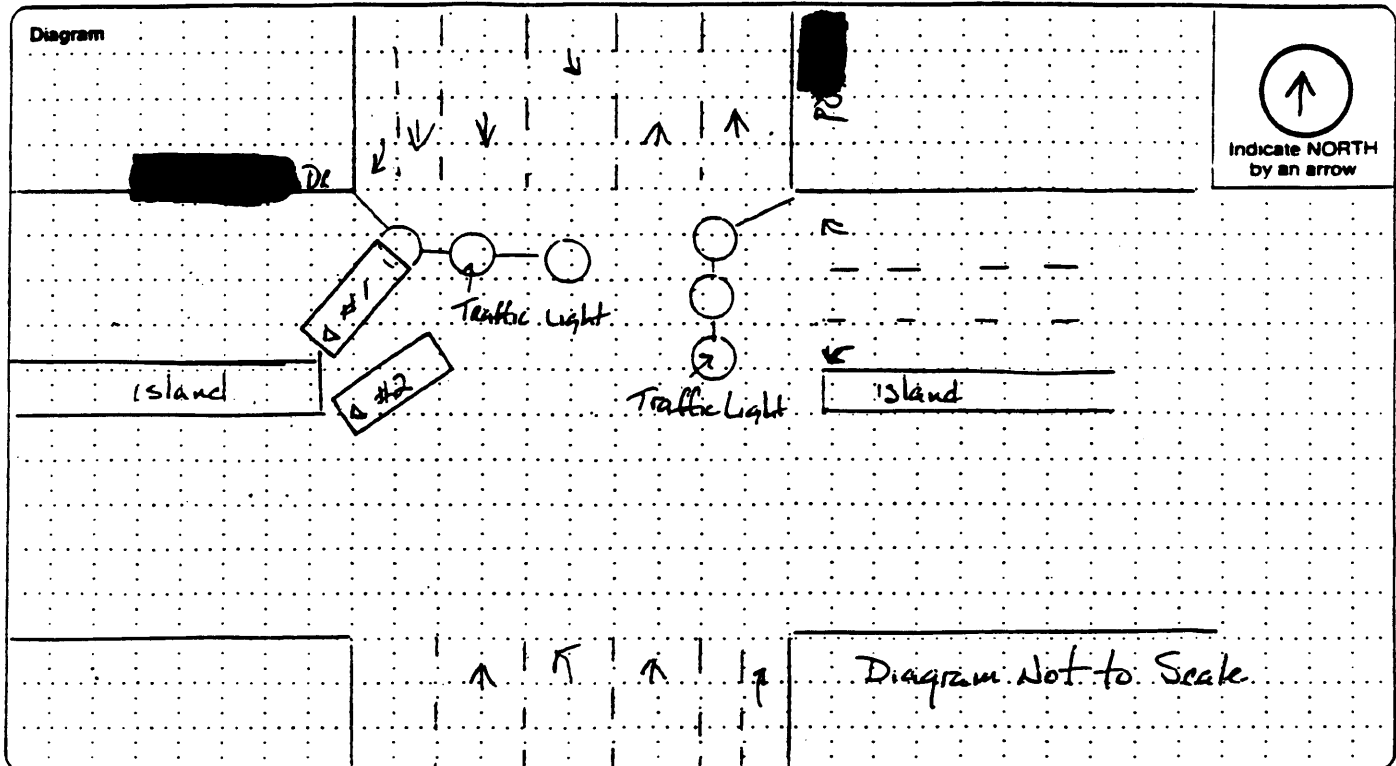 Diagram
Rd
Indicate NORTH
by an arrow
DR
#1
Traffic Light
Island
#2
Traffic Light
Island
Diagram Not to Scale